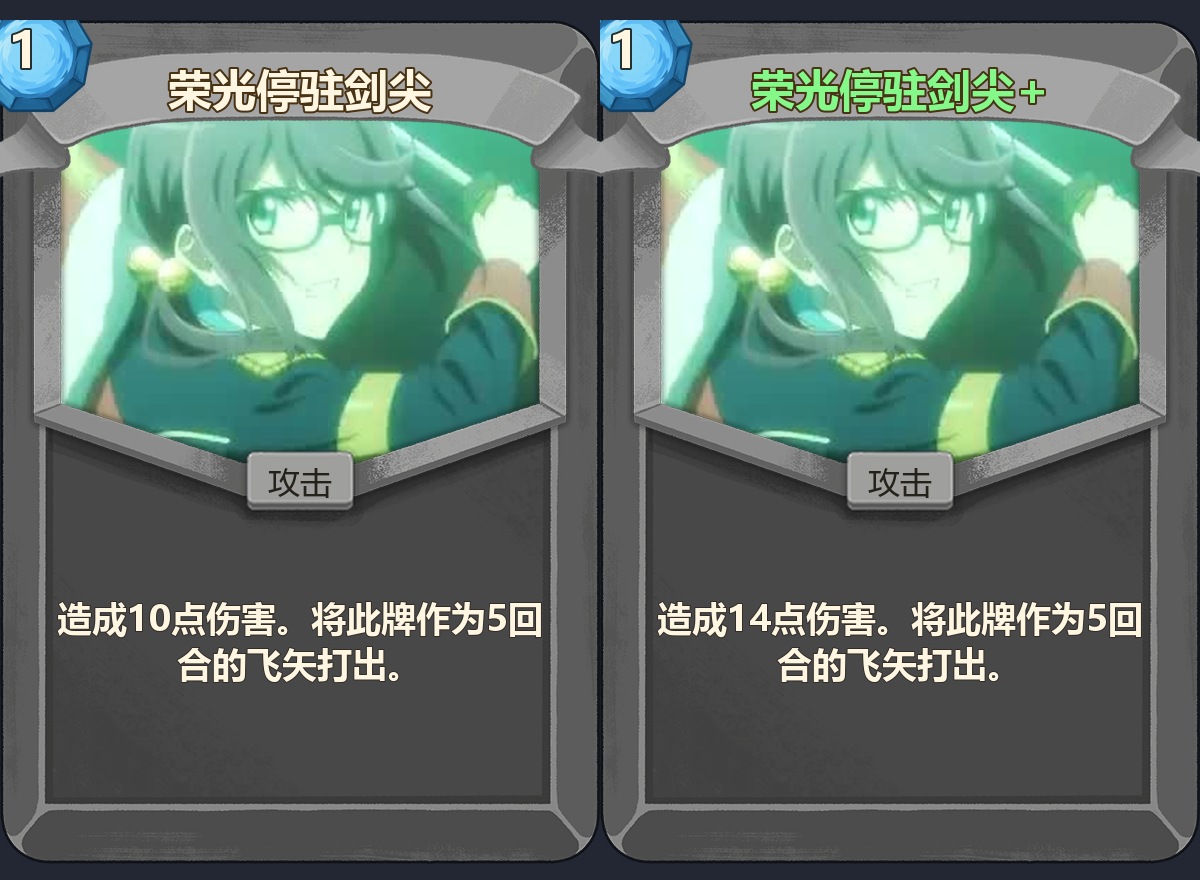 1
荣光停驻剑尖
攻击
造成10点伤害。将此牌作为5回
合的飞矢打出。
1
荣光停驻剑尖+
攻击
造成14点伤害。将此牌作为5回
合的飞矢打出。